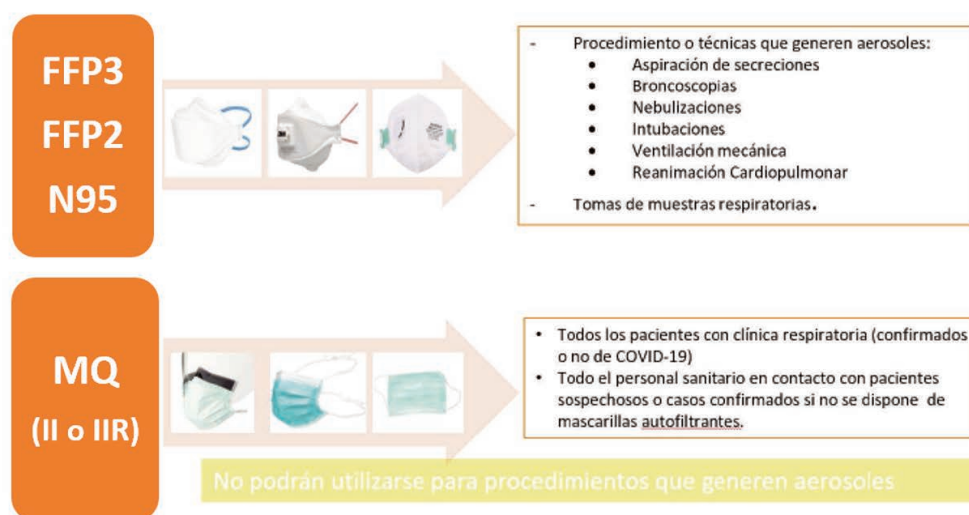 FFP3
FFP2
N95
- Procedimiento o técnicas que generen aerosoles:
• Aspiración de secreciones
• Broncoscopias
• Nebulizaciones
• Intubaciones
• Ventilación mecánica
• Reanimación Cardiopulmonar
- Tomas de muestras respiratorias.
MQ
(II o IIR)
• Todos los pacientes con clínica respiratoria (confirmados
o no de COVID-19)
• Todo el personal sanitario en contacto con pacientes
sospechosos o casos confirmados si no se dispone de
mascarillas autofiltrantes.
No podrán utilizarse para procedimientos que generen aerosoles